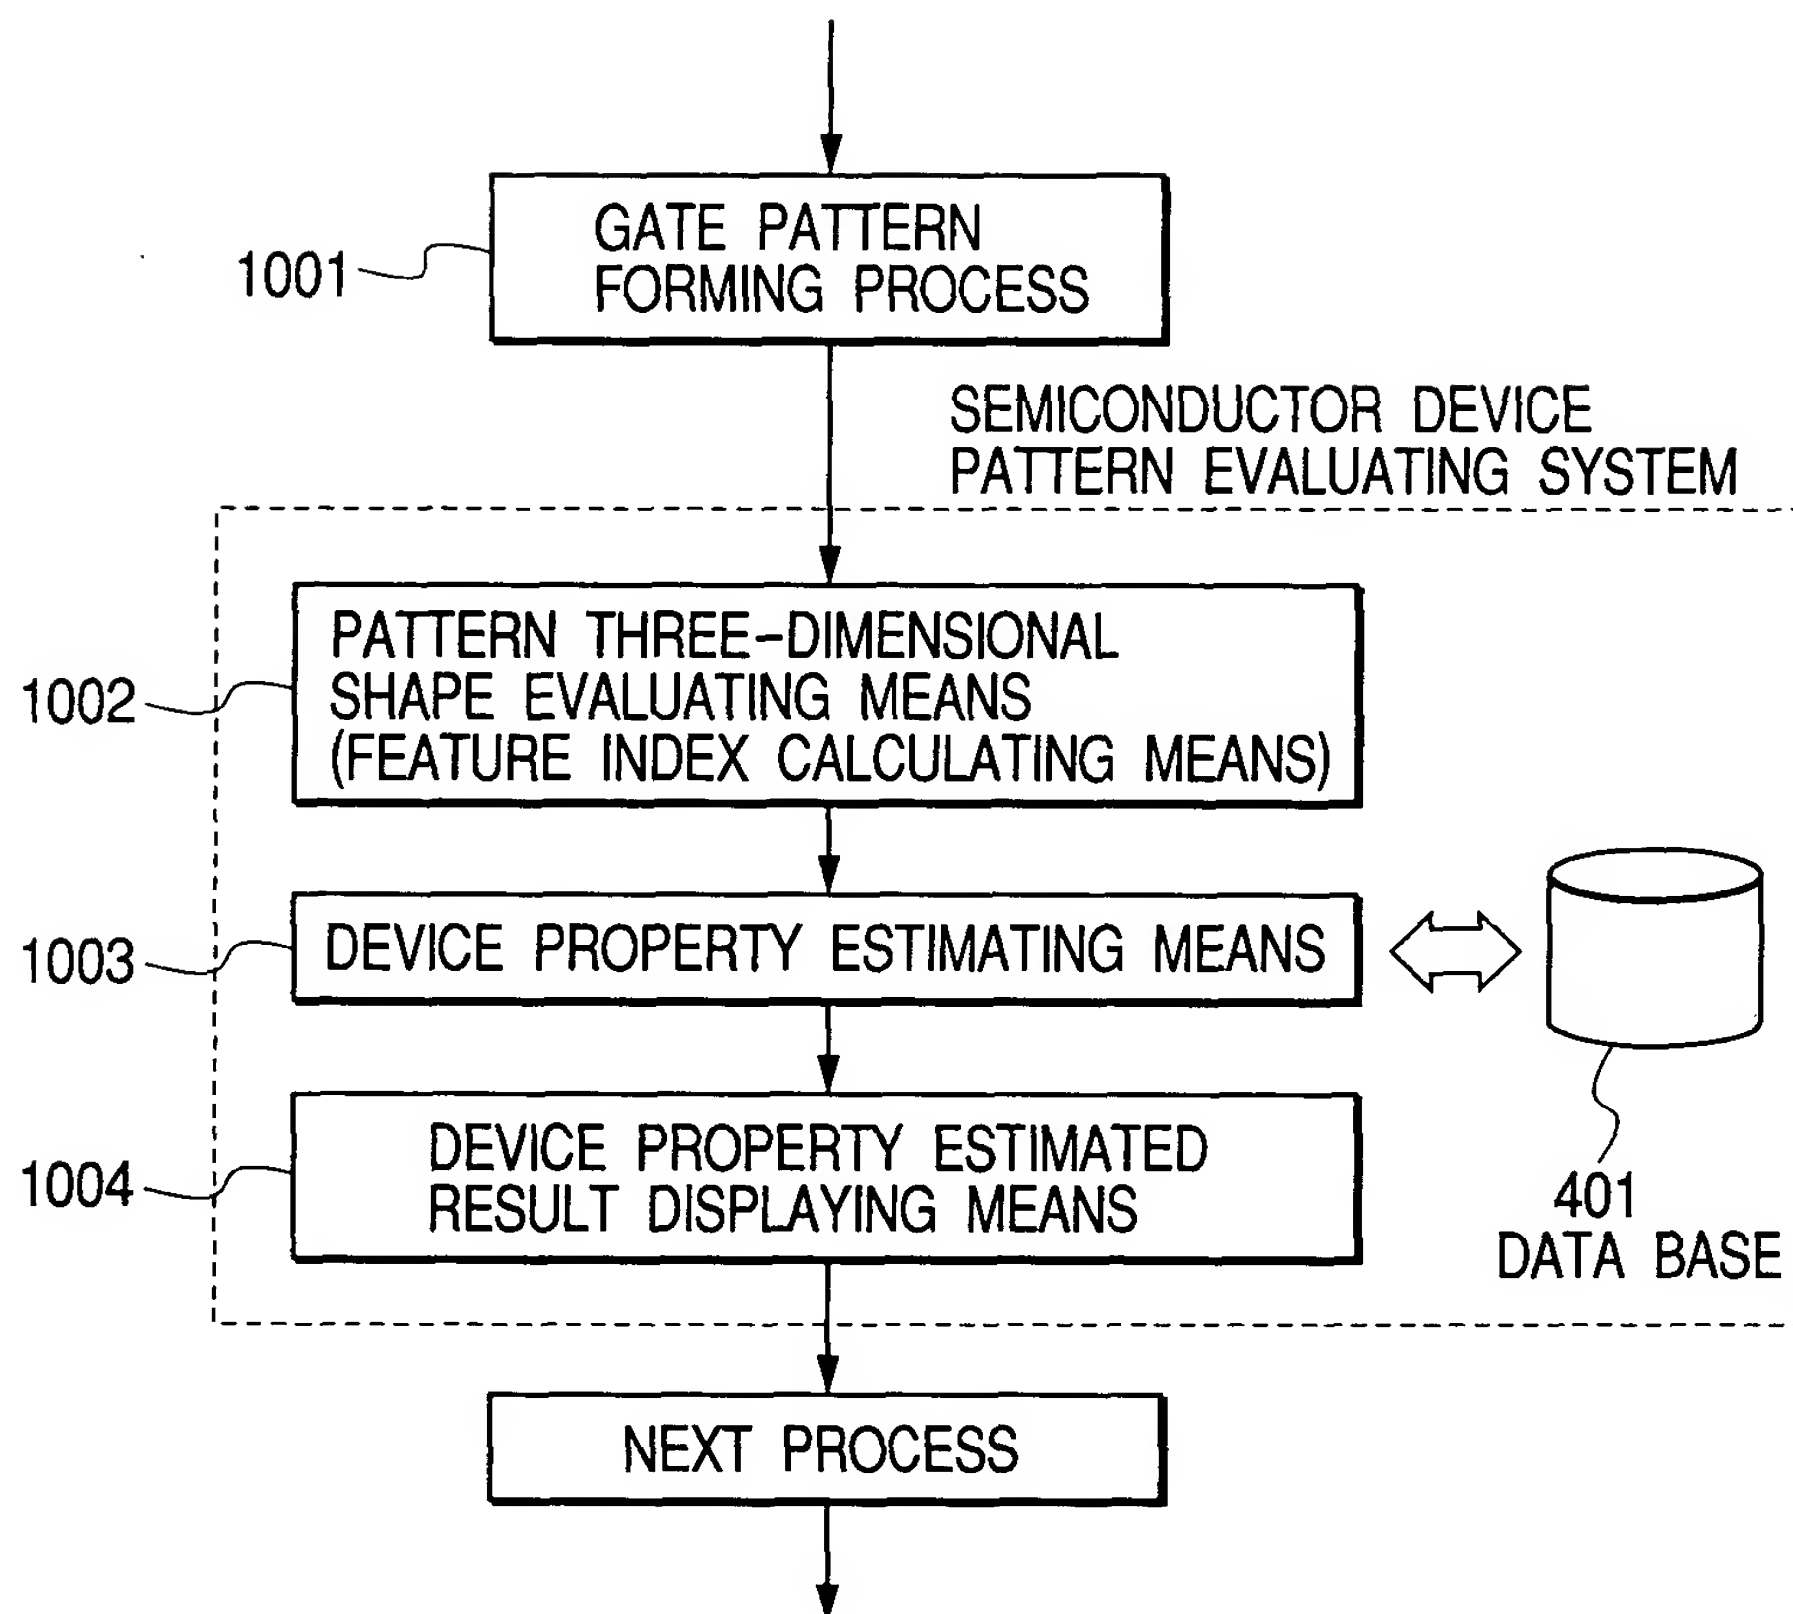 GATE PATTERN
FORMING PROCESS
1001
SEMICONDUCTOR DEVICE
PATTERN EVALUATING SYSTEM
PATTERN THREE-DIMENSIONAL
SHAPE EVALUATING MEANS
(FEATURE INDEX CALCULATING MEANS)
1002
DEVICE PROPERTY ESTIMATING MEANS
1003
DEVICE PROPERTY ESTIMATED
RESULT DISPLAYING MEANS
1004
401
DATA BASE
NEXT PROCESS